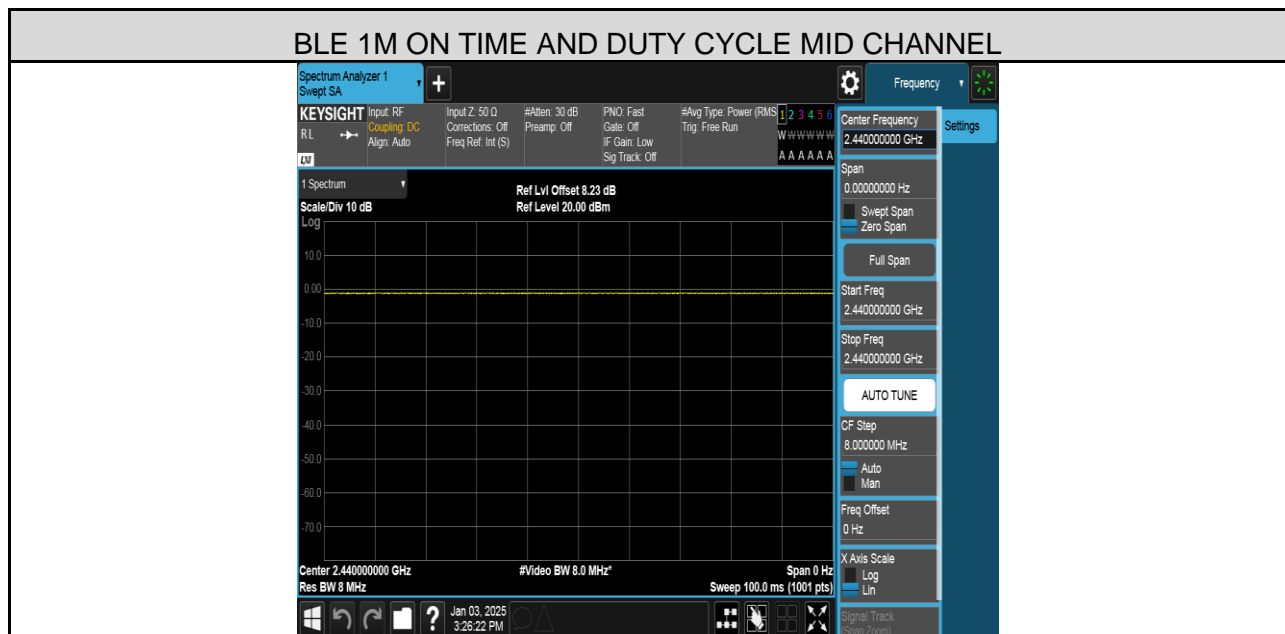 BLE 1M ON TIME AND DUTY CYCLE MID CHANNEL
Spectrum Analyzer 1
Swept SA
+
Frequency
KEYSIGHT
RL
LXI
Input: RF
Coupling: DC
Align: Auto
Input Z: 50 Ω
Corrections: Off
Freq Ref: Int (S)
#Atten: 30 dB
Preamp: Off
PNO: Fast
Gate: Off
IF Gain: Low
Sig Track: Off
#Avg Type: Power (RMS
Trig: Free Run
1 2 3 4 5 6
W W W W W W
A A A A A A
1 Spectrum
Scale/Div 10 dB
Ref Lvl Offset 8.23 dB
Ref Level 20.00 dBm
Log
10.0
0.00
-10.0
-20.0
-30.0
-40.0
-50.0
-60.0
-70.0
Center 2.440000000 GHz
Res BW 8 MHz
#Video BW 8.0 MHz*
Span 0 Hz
Sweep 100.0 ms (1001 pts)
?
Jan 03, 2025
3:26:22 PM
Center Frequency
2.440000000 GHz
Span
0.00000000 Hz
Swept Span
Zero Span
Full Span
Start Freq
2.440000000 GHz
Stop Freq
2.440000000 GHz
AUTO TUNE
CF Step
8.000000 MHz
Auto
Man
Freq Offset
0 Hz
X Axis Scale
Log
Lin
Signal Track
(Span Zoom)
Settings